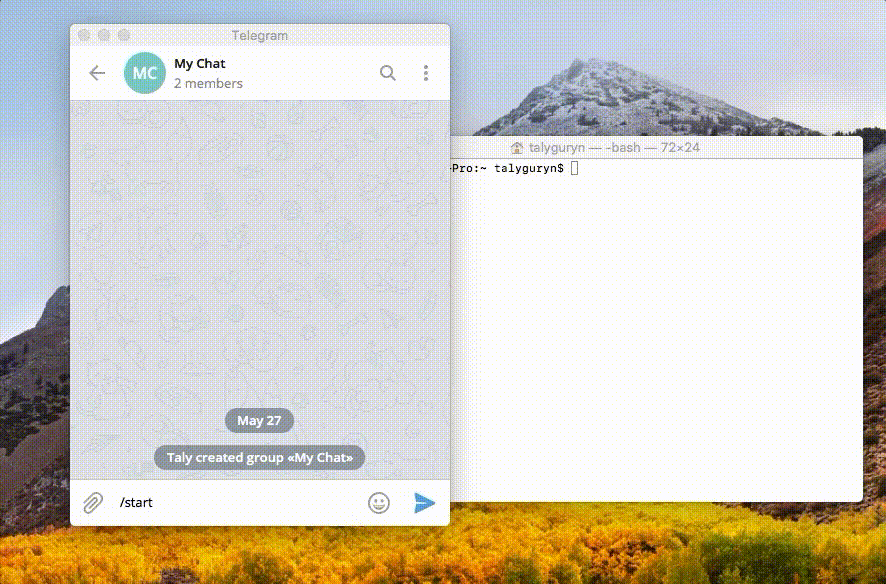 Telegram
MC
My Chat
2 members
May 27
Taly created group «My Chat»
/start
talyguryn — -bash — 72×24
-Pro:~ talyguryn$